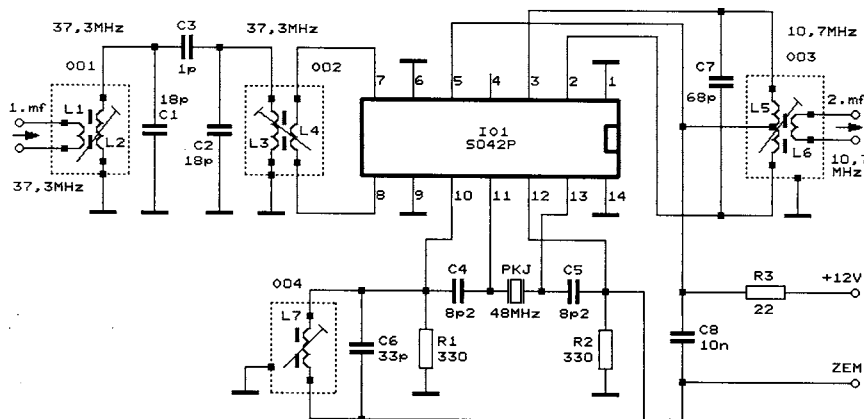 37,3MHz
C3
37,3MHz
10,7MHz
001
1p
002
003
7
6
5
4
3
2
1
C7
68p
1.mf
L1
L2
18p
C1
C2
18p
L3
L4
IO1
S042P
L5
L6
2.mf
10,7
MHz
37,3MHz
8
9
10
11
12
13
14
004
C4
PKJ
C5
R3
+12V
8p2
48MHz
8p2
22
L7
C6
33p
R1
330
R2
330
C8
10n
ZEM